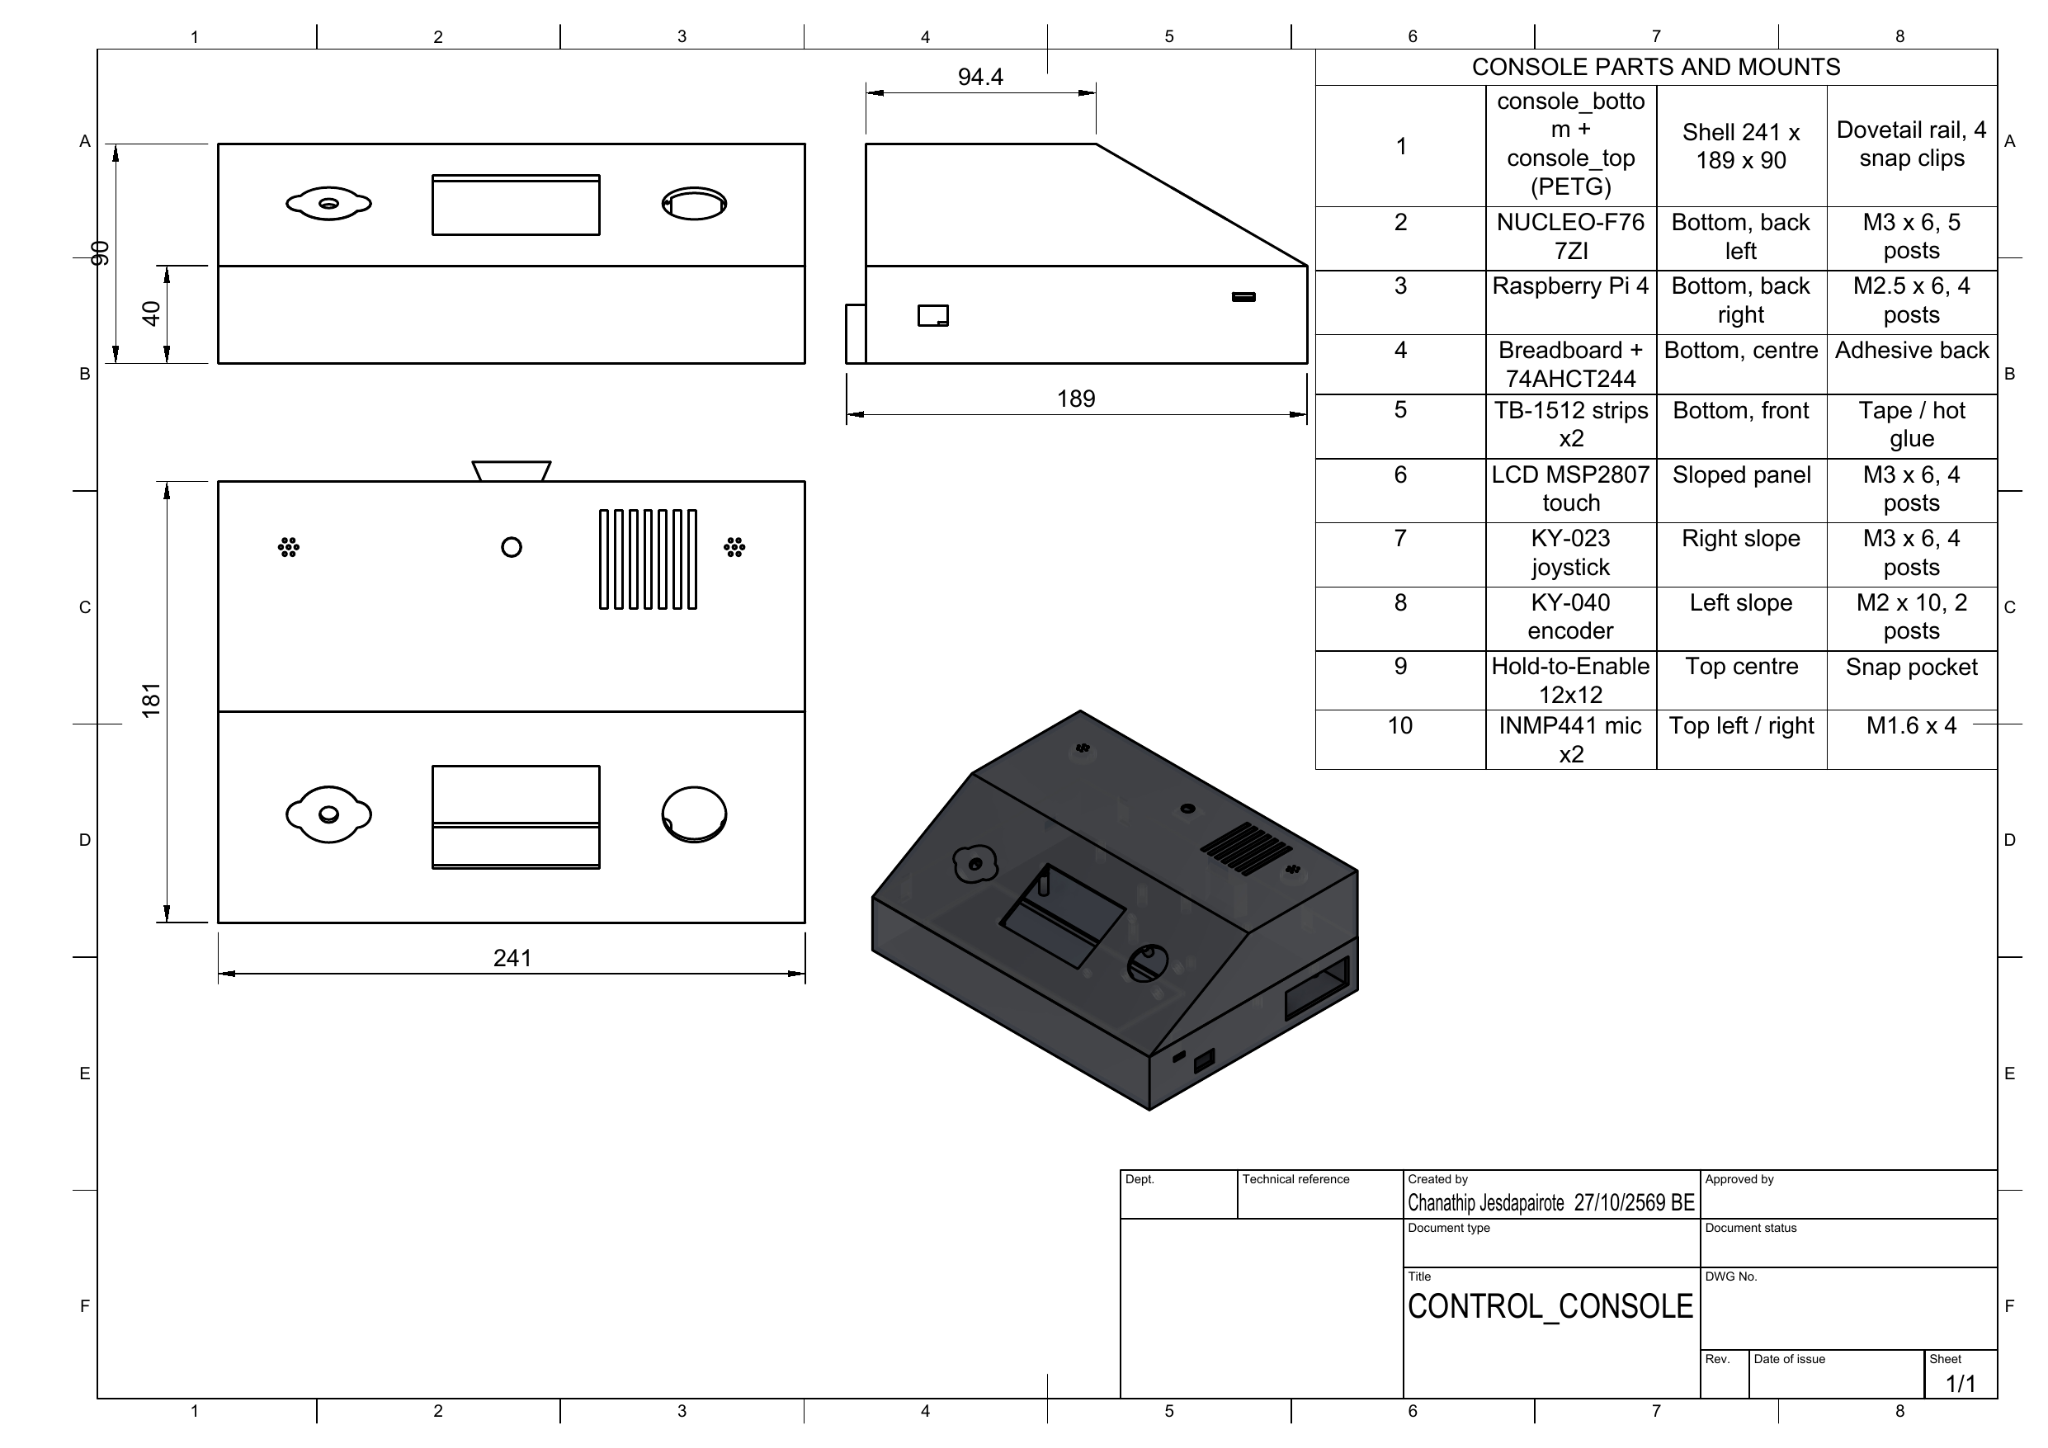 1 2 3 4 5 6 7 8
A
B
C
D
E
F
A
B
C
D
E
F
94.4
90
40
189
181
241
CONSOLE PARTS AND MOUNTS
1
console_botto
m +
console_top
(PETG)
Shell 241 x
189 x 90
Dovetail rail, 4
snap clips
2
NUCLEO-F76
7ZI
Bottom, back
left
M3 x 6, 5
posts
3
Raspberry Pi 4
Bottom, back
right
M2.5 x 6, 4
posts
4
Breadboard +
74AHCT244
Bottom, centre
Adhesive back
5
TB-1512 strips
x2
Bottom, front
Tape / hot
glue
6
LCD MSP2807
touch
Sloped panel
M3 x 6, 4
posts
7
KY-023
joystick
Right slope
M3 x 6, 4
posts
8
KY-040
encoder
Left slope
M2 x 10, 2
posts
9
Hold-to-Enable
12x12
Top centre
Snap pocket
10
INMP441 mic
x2
Top left / right
M1.6 x 4
Dept.
Technical reference
Created by
Chanathip Jesdapairote 27/10/2569 BE
Approved by
Document type
Document status
Title
CONTROL_CONSOLE
DWG No.
Rev.
Date of issue
Sheet
1/1
1 2 3 4 5 6 7 8